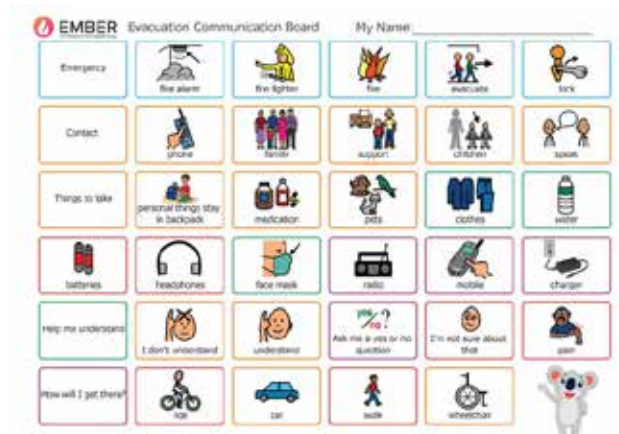 EMBER Evacuation Communication Board My Name:
Emergency
fire alarm
fire fighter
fire
evacuate
Contact
phone
family
support
children
speak
Things to take
personal things stay
in backpack
medication
pets
clothes
water
batteries
headphones
face mask
radio
mobile
charger
Help me understand
I don't understand
understand
yes
no?
Ask me a yes or no
question
I'm not sure about
that
pain
How will I get there?
ride
car
walk
wheelchair